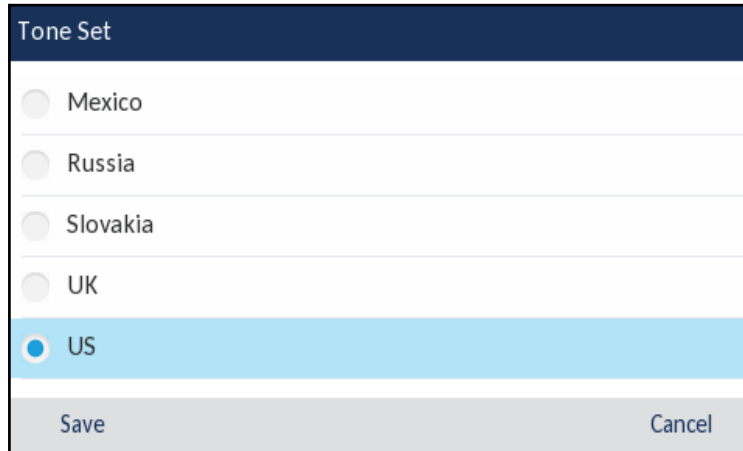 Tone Set
Mexico
Russia
Slovakia
UK
US
Save Cancel